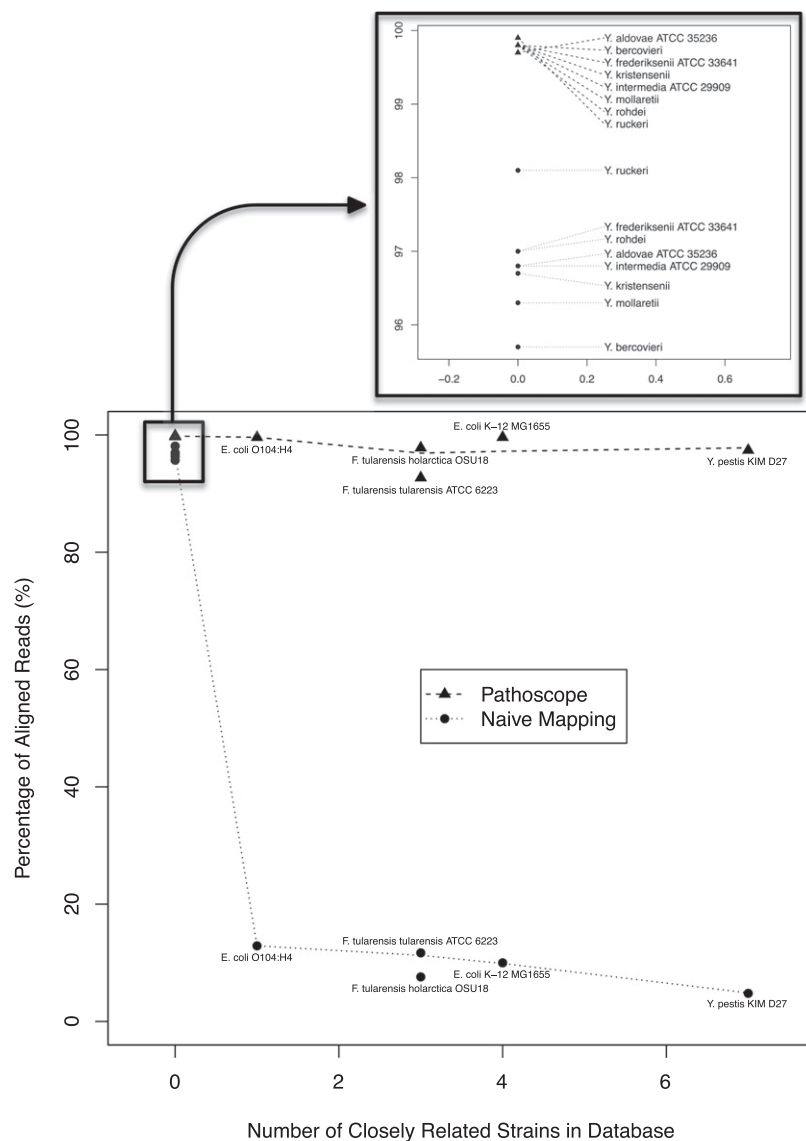 100
99
98
97
96
Y. aldovae ATCC 35236
Y. bercovieri
Y. frederiksenii ATCC 33641
Y. kristensenii
Y. intermedia ATCC 29909
Y. mollaretii
Y. rohdei
Y. ruckeri
Y. ruckeri
Y. frederiksenii ATCC 33641
Y. rohdei
Y. aldovae ATCC 35236
Y. intermedia ATCC 29909
Y. kristensenii
Y. mollaretii
Y. bercovieri
−0.2 0.0 0.2 0.4 0.6
Percentage of Aligned Reads (%)
100
80
60
40
20
0
E. coli K−12 MG1655
E. coli O104:H4
F. tularensis holarctica OSU18
Y. pestis KIM D27
F. tularensis tularensis ATCC 6223
Pathoscope
Naive Mapping
F. tularensis tularensis ATCC 6223
E. coli O104:H4
E. coli K−12 MG1655
F. tularensis holarctica OSU18
Y. pestis KIM D27
0 2 4 6
Number of Closely Related Strains in Database